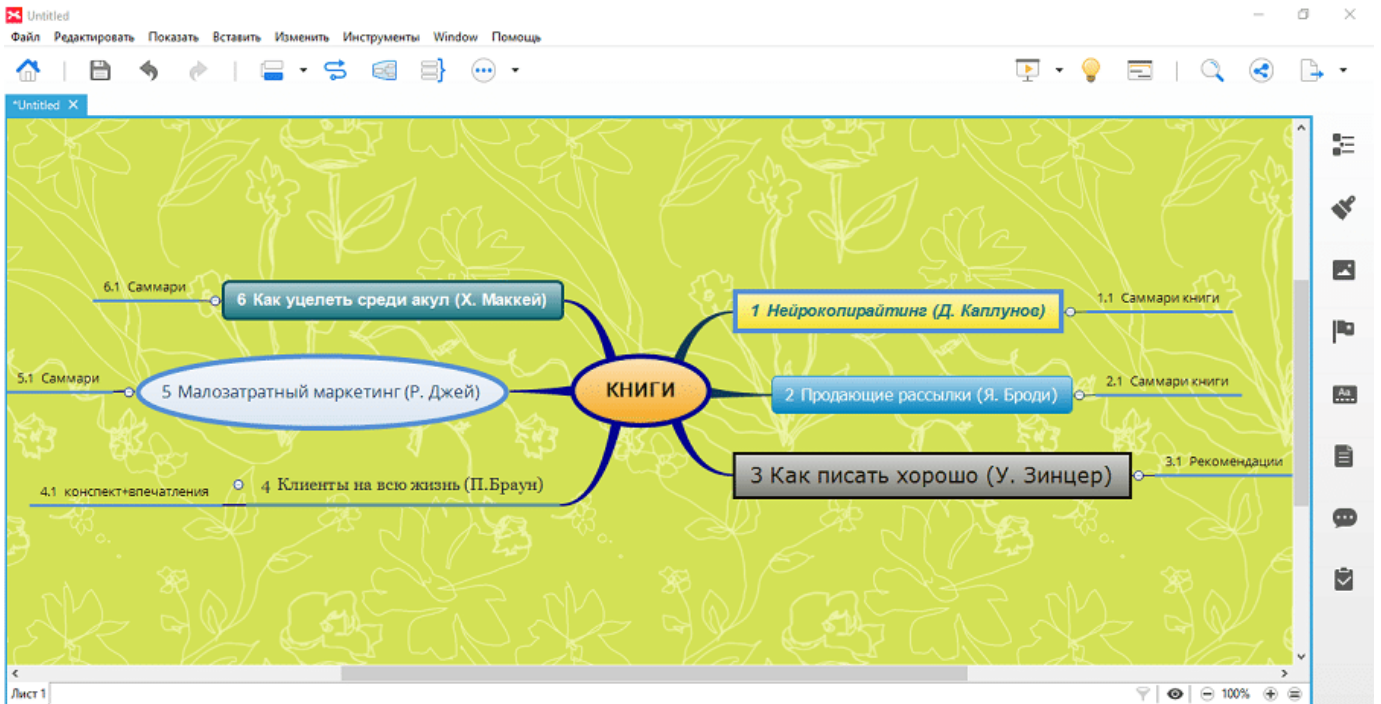 Untitled
Файл Редактировать Показать Вставить Изменить Инструменты Window Помощь
*Untitled
6.1 Саммари
6 Как уцелеть среди акул (Х. Маккей)
1 Нейрокопирайтинг (Д. Каплунов)
1.1 Саммари книги
5.1 Саммари
5 Малозатратный маркетинг (Р. Джей)
КНИГИ
2 Продающие рассылки (Я. Броди)
2.1 Саммари книги
4.1 конспект+впечатления
4 Клиенты на всю жизнь (П.Браун)
3 Как писать хорошо (У. Зинцер)
3.1 Рекомендации
Aa
Лист 1
100%